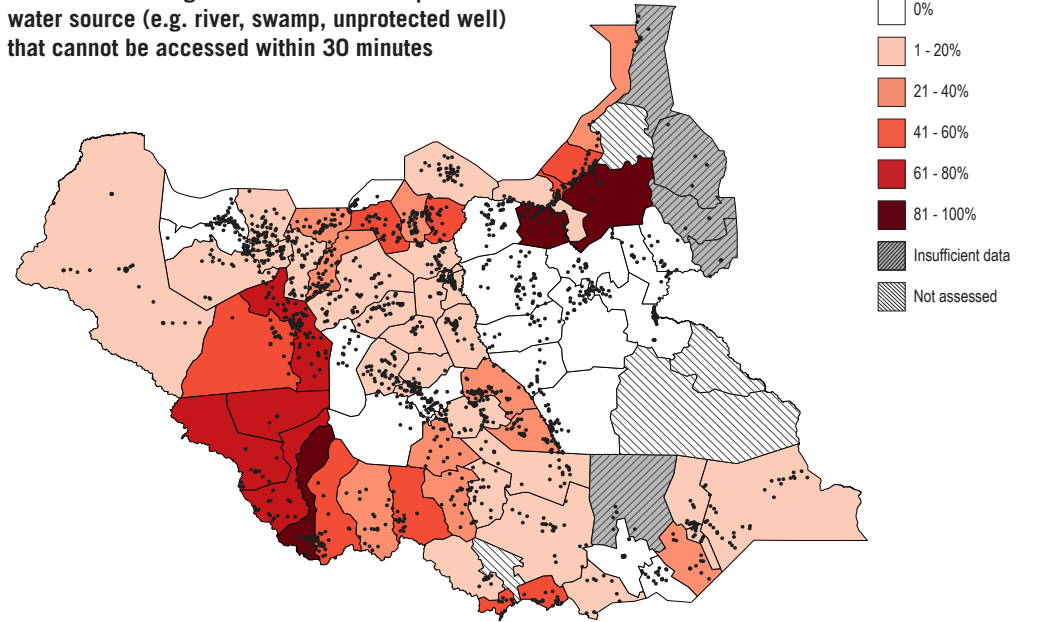 water source (e.g. river, swamp, unprotected well)
that cannot be accessed within 30 minutes
0%
1 - 20%
21 - 40%
41 - 60%
61 - 80%
81 - 100%
Insufficient data
Not assessed